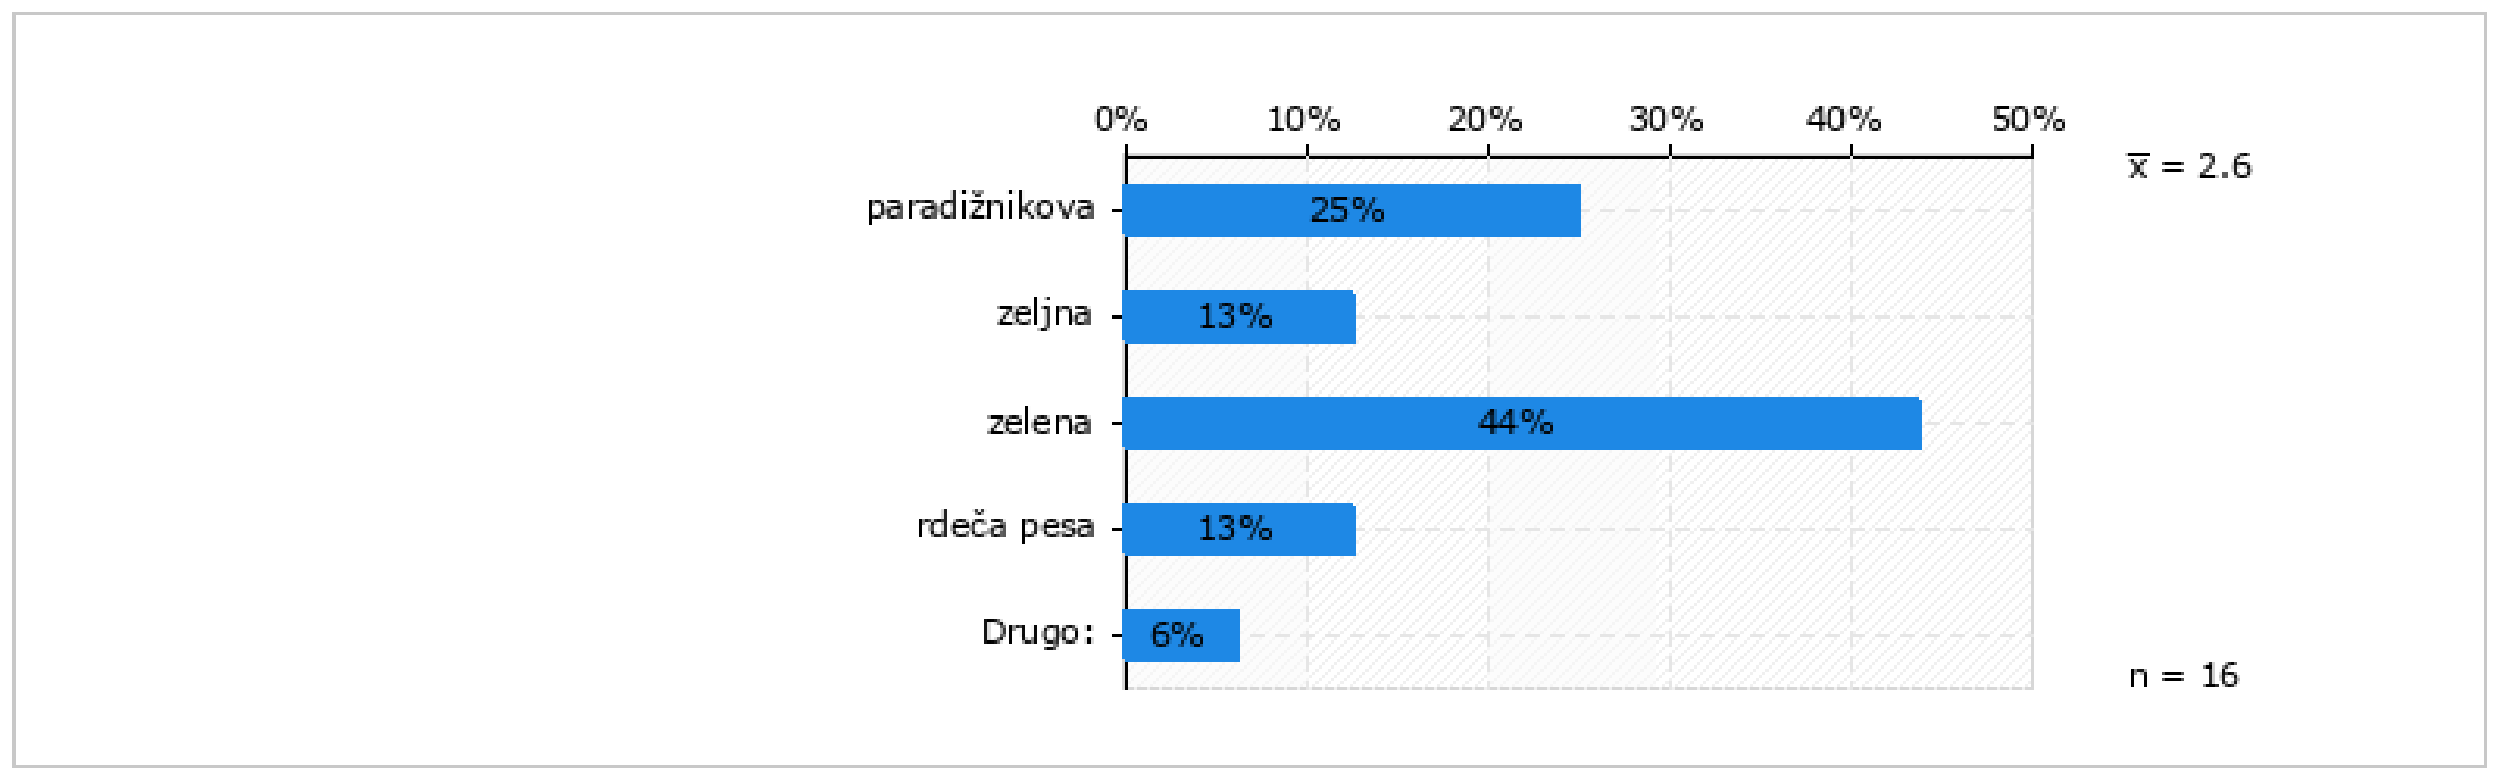 0% 10% 20% 30% 40% 50%
x̅ = 2.6
paradižnikova 25%
zeljna 13%
zelena 44%
rdeča pesa 13%
Drugo: 6%
n = 16